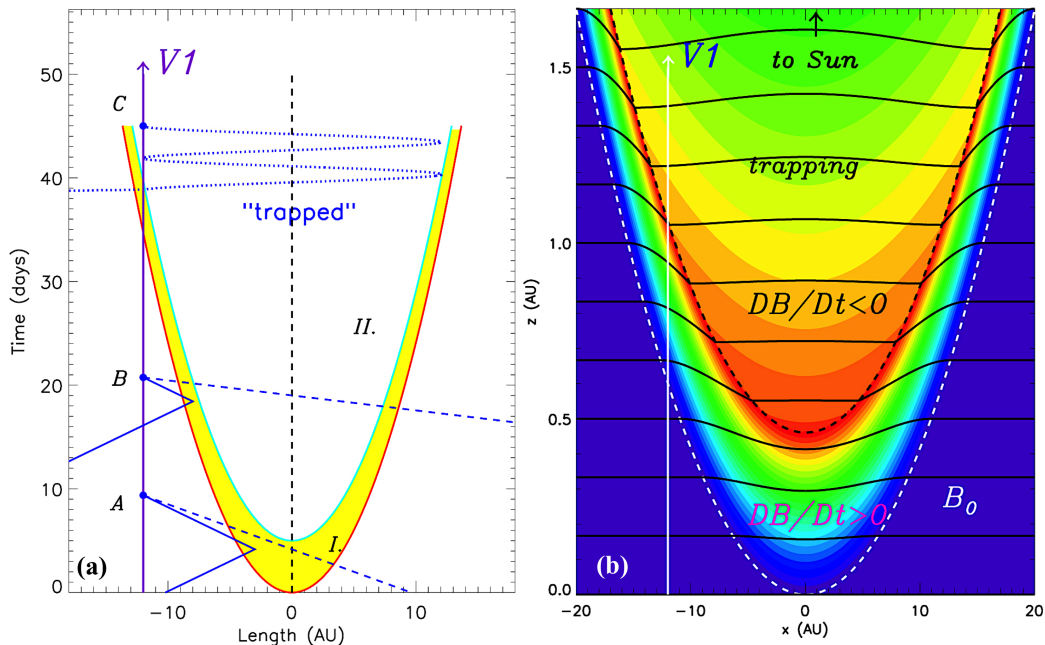 50
40
30
20
10
0
Time (days)
V1
C
"trapped"
II.
B
A
I.
(a)
-10 0 10
Length (AU)
1.5
1.0
0.5
0.0
z (AU)
V1
to Sun
trapping
DB/Dt<0
B0
DB/Dt>0
(b)
-20 -10 0 10 20
x (AU)